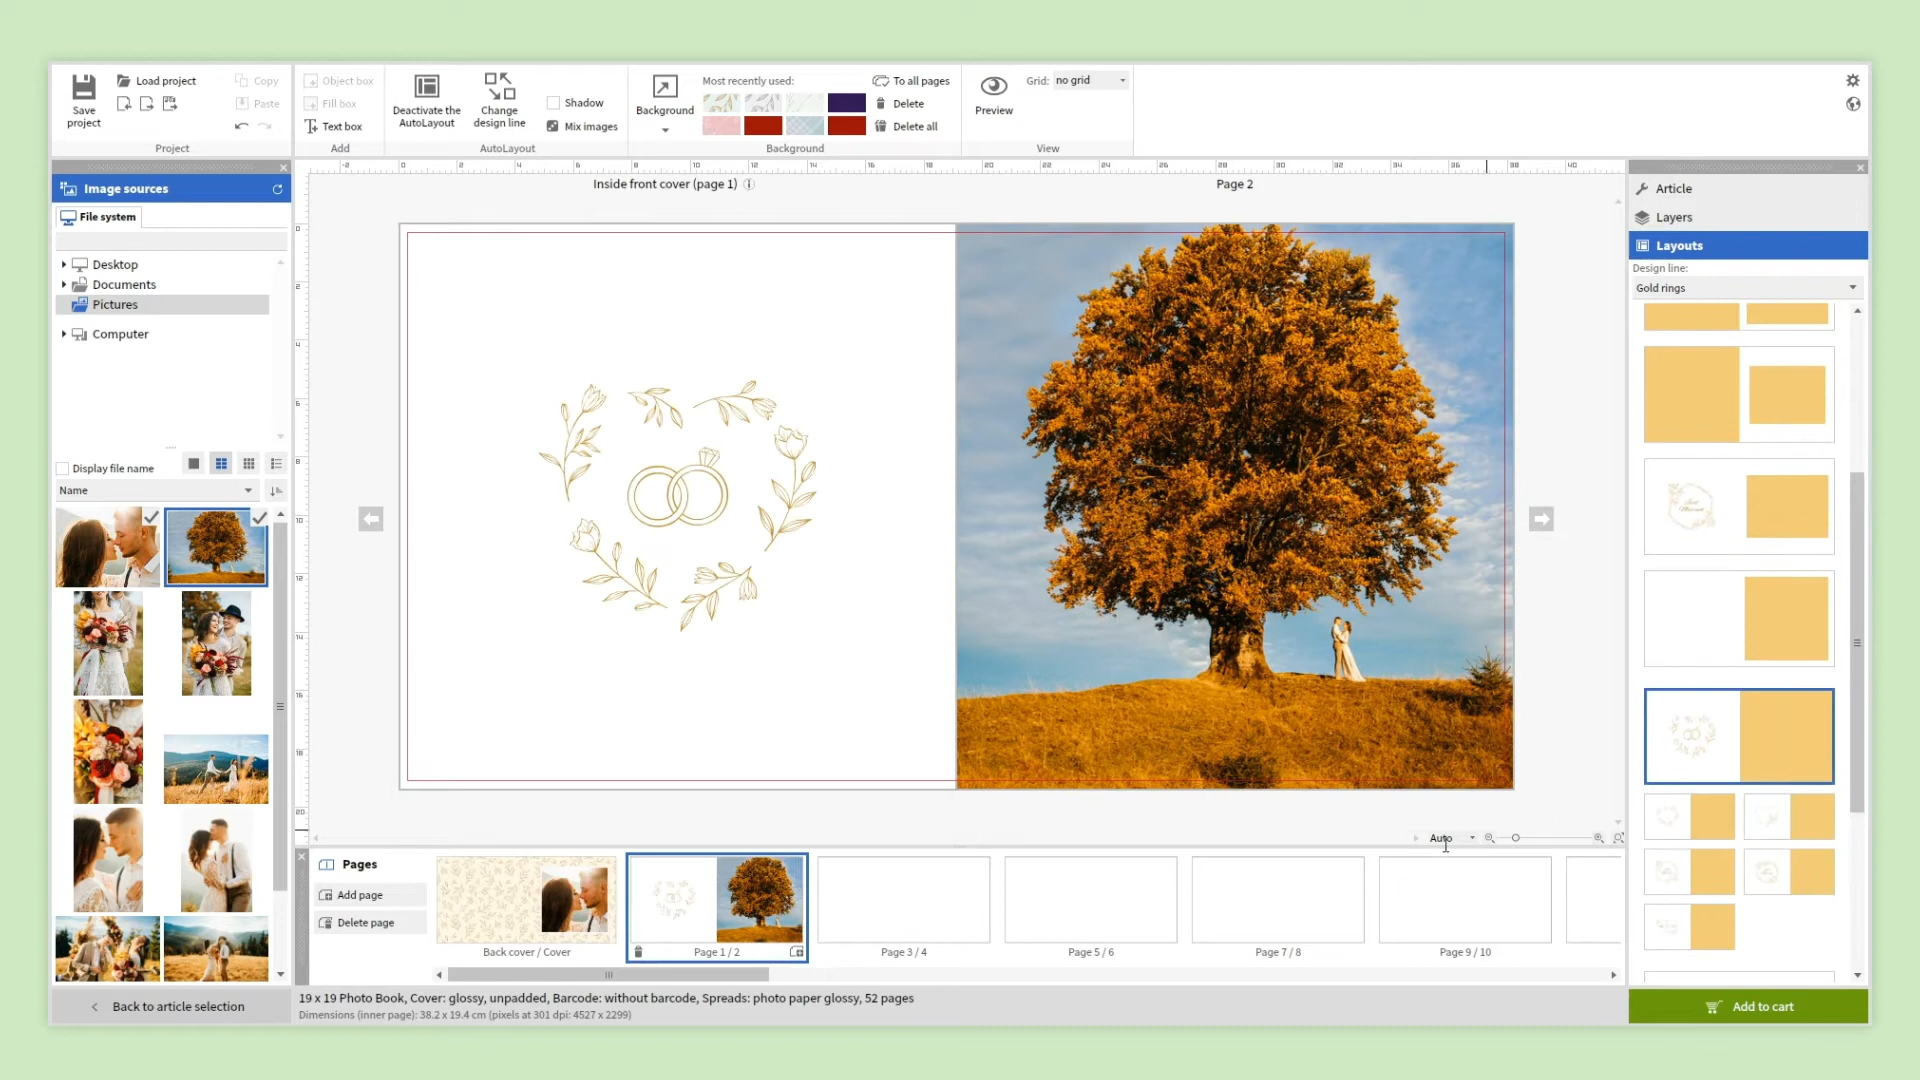 Save
project
Load project
Copy
Paste
Project
Object box
Fill box
Text box
Add
Deactivate the
AutoLayout
Change
design line
Shadow
Mix images
AutoLayout
Background
Most recently used:
To all pages
Delete
Delete all
Background
Preview
Grid: no grid
View
Image sources
File system
Desktop
Documents
Pictures
Computer
Display file name
Name
Inside front cover (page 1)
Page 2
Auto
Pages
Add page
Delete page
Back cover / Cover
Page 1 / 2
Page 3 / 4
Page 5 / 6
Page 7 / 8
Page 9 / 10
Article
Layers
Layouts
Design line:
Gold rings
Back to article selection
19 x 19 Photo Book, Cover: glossy, unpadded, Barcode: without barcode, Spreads: photo paper glossy, 52 pages
Dimensions (inner page): 38.2 x 19.4 cm (pixels at 301 dpi: 4527 x 2299)
Add to cart